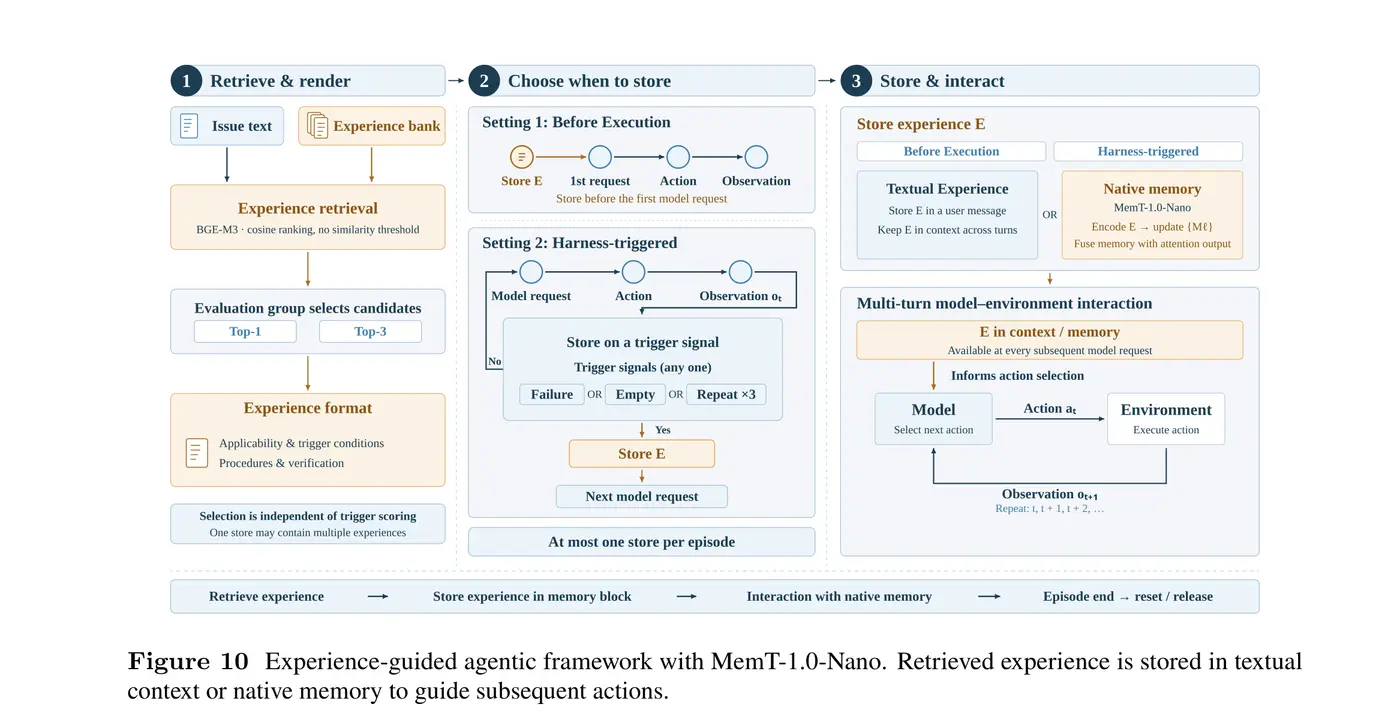 1 Retrieve & render
Issue text
Experience bank
Experience retrieval
BGE-M3 · cosine ranking, no similarity threshold
Evaluation group selects candidates
Top-1
Top-3
Experience format
Applicability & trigger conditions
Procedures & verification
Selection is independent of trigger scoring
One store may contain multiple experiences
2 Choose when to store
Setting 1: Before Execution
Store E 1st request Action Observation
Store before the first model request
Setting 2: Harness-triggered
Model request Action Observation oₜ
Store on a trigger signal
Trigger signals (any one)
No
Failure OR Empty OR Repeat ×3
Yes
Store E
Next model request
At most one store per episode
3 Store & interact
Store experience E
Before Execution
Harness-triggered
Textual Experience
Store E in a user message
Keep E in context across turns
OR
Native memory
MemT-1.0-Nano
Encode E → update {Mℓ}
Fuse memory with attention output
Multi-turn model–environment interaction
E in context / memory
Available at every subsequent model request
Informs action selection
Model
Select next action
Action aₜ
Environment
Execute action
Observation oₜ₊₁
Repeat: t, t + 1, t + 2, …
Retrieve experience → Store experience in memory block → Interaction with native memory → Episode end → reset / release
Figure 10 Experience-guided agentic framework with MemT-1.0-Nano. Retrieved experience is stored in textual
context or native memory to guide subsequent actions.